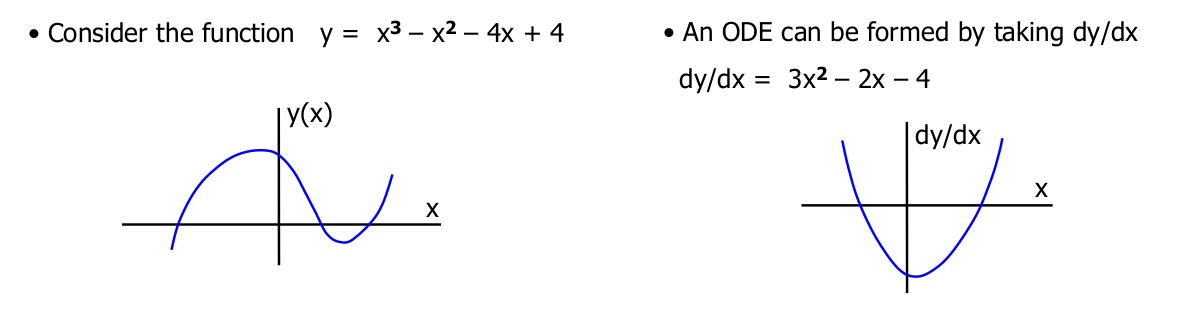 • Consider the function y = x³ – x² – 4x + 4
y(x)
x
• An ODE can be formed by taking dy/dx
dy/dx = 3x² – 2x – 4
dy/dx
x